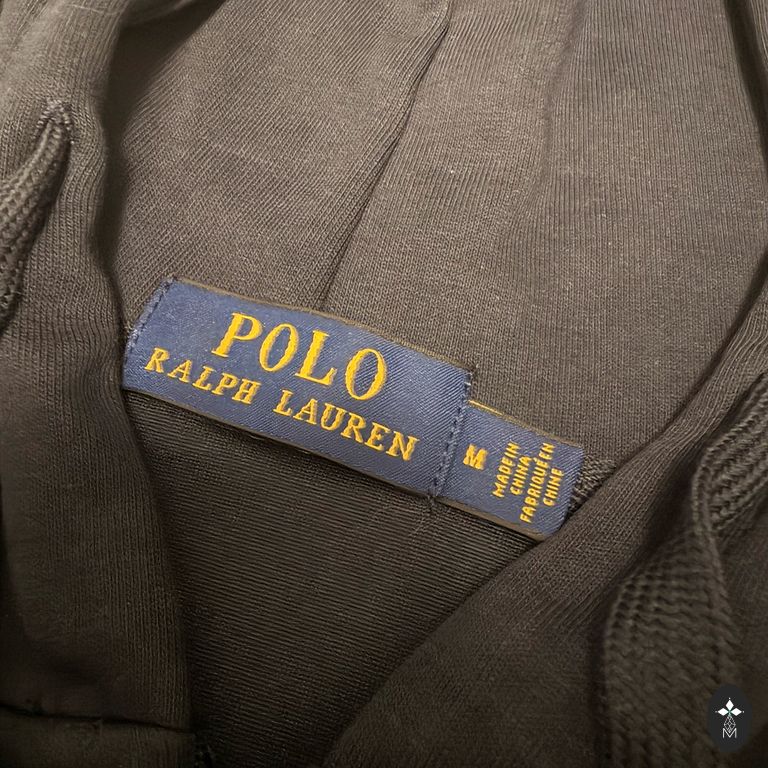 POLO
RALPH LAUREN
M
MADE IN
CHINA
FABRIQUÉ EN
CHINE
M